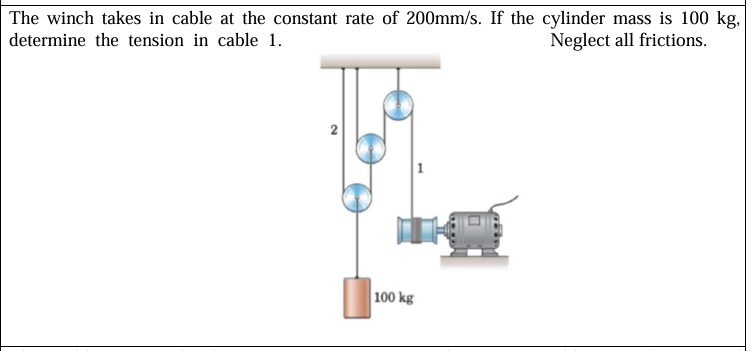 The winch takes in cable at the constant rate of 200mm/s. If the cylinder mass is 100 kg,
determine the tension in cable 1. Neglect all frictions.
2
1
100 kg